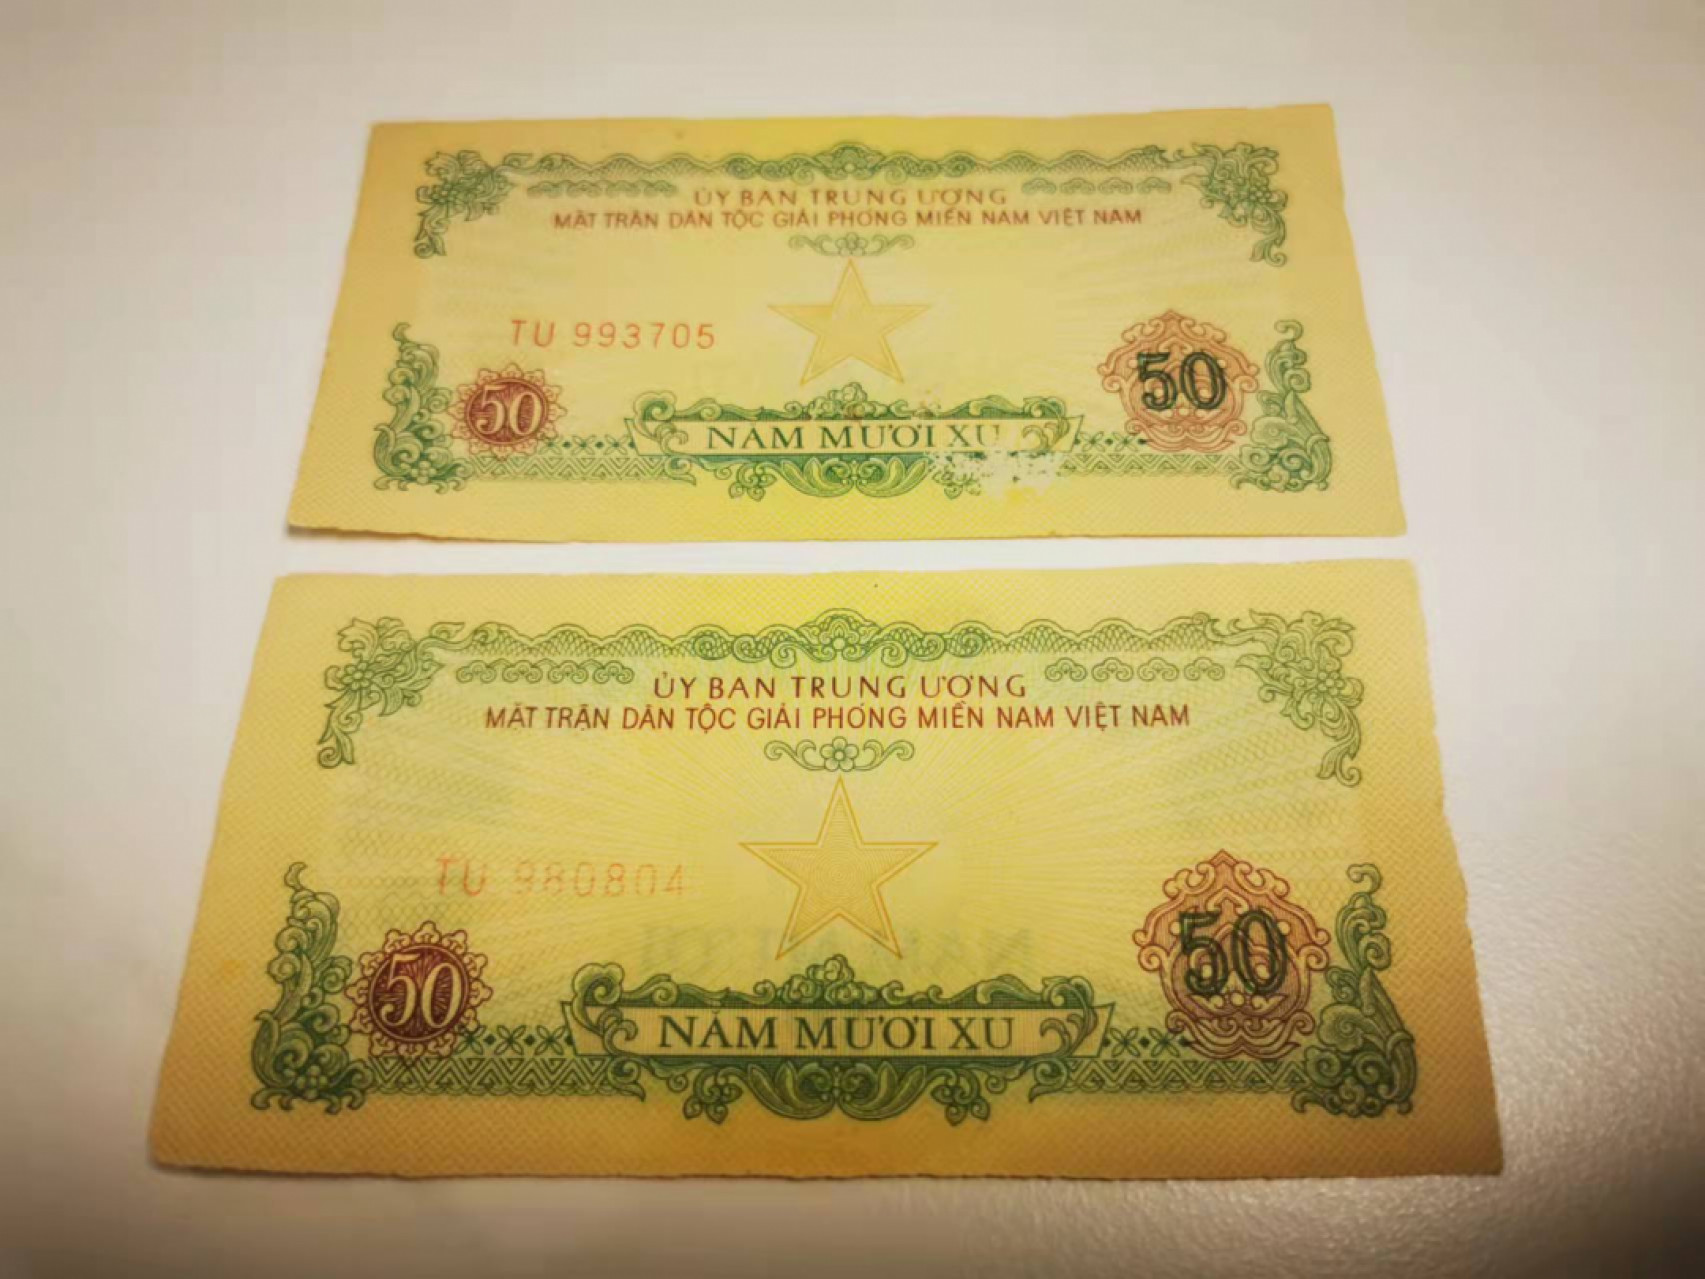 ỦY BAN TRUNG ƯƠNG
MẶT TRẬN DÂN TỘC GIẢI PHÓNG MIỀN NAM VIỆT NAM
TU 993705
50
50
NĂM MƯƠI XU
ỦY BAN TRUNG ƯƠNG
MẶT TRẬN DÂN TỘC GIẢI PHÓNG MIỀN NAM VIỆT NAM
TU 980804
50
50
NĂM MƯƠI XU